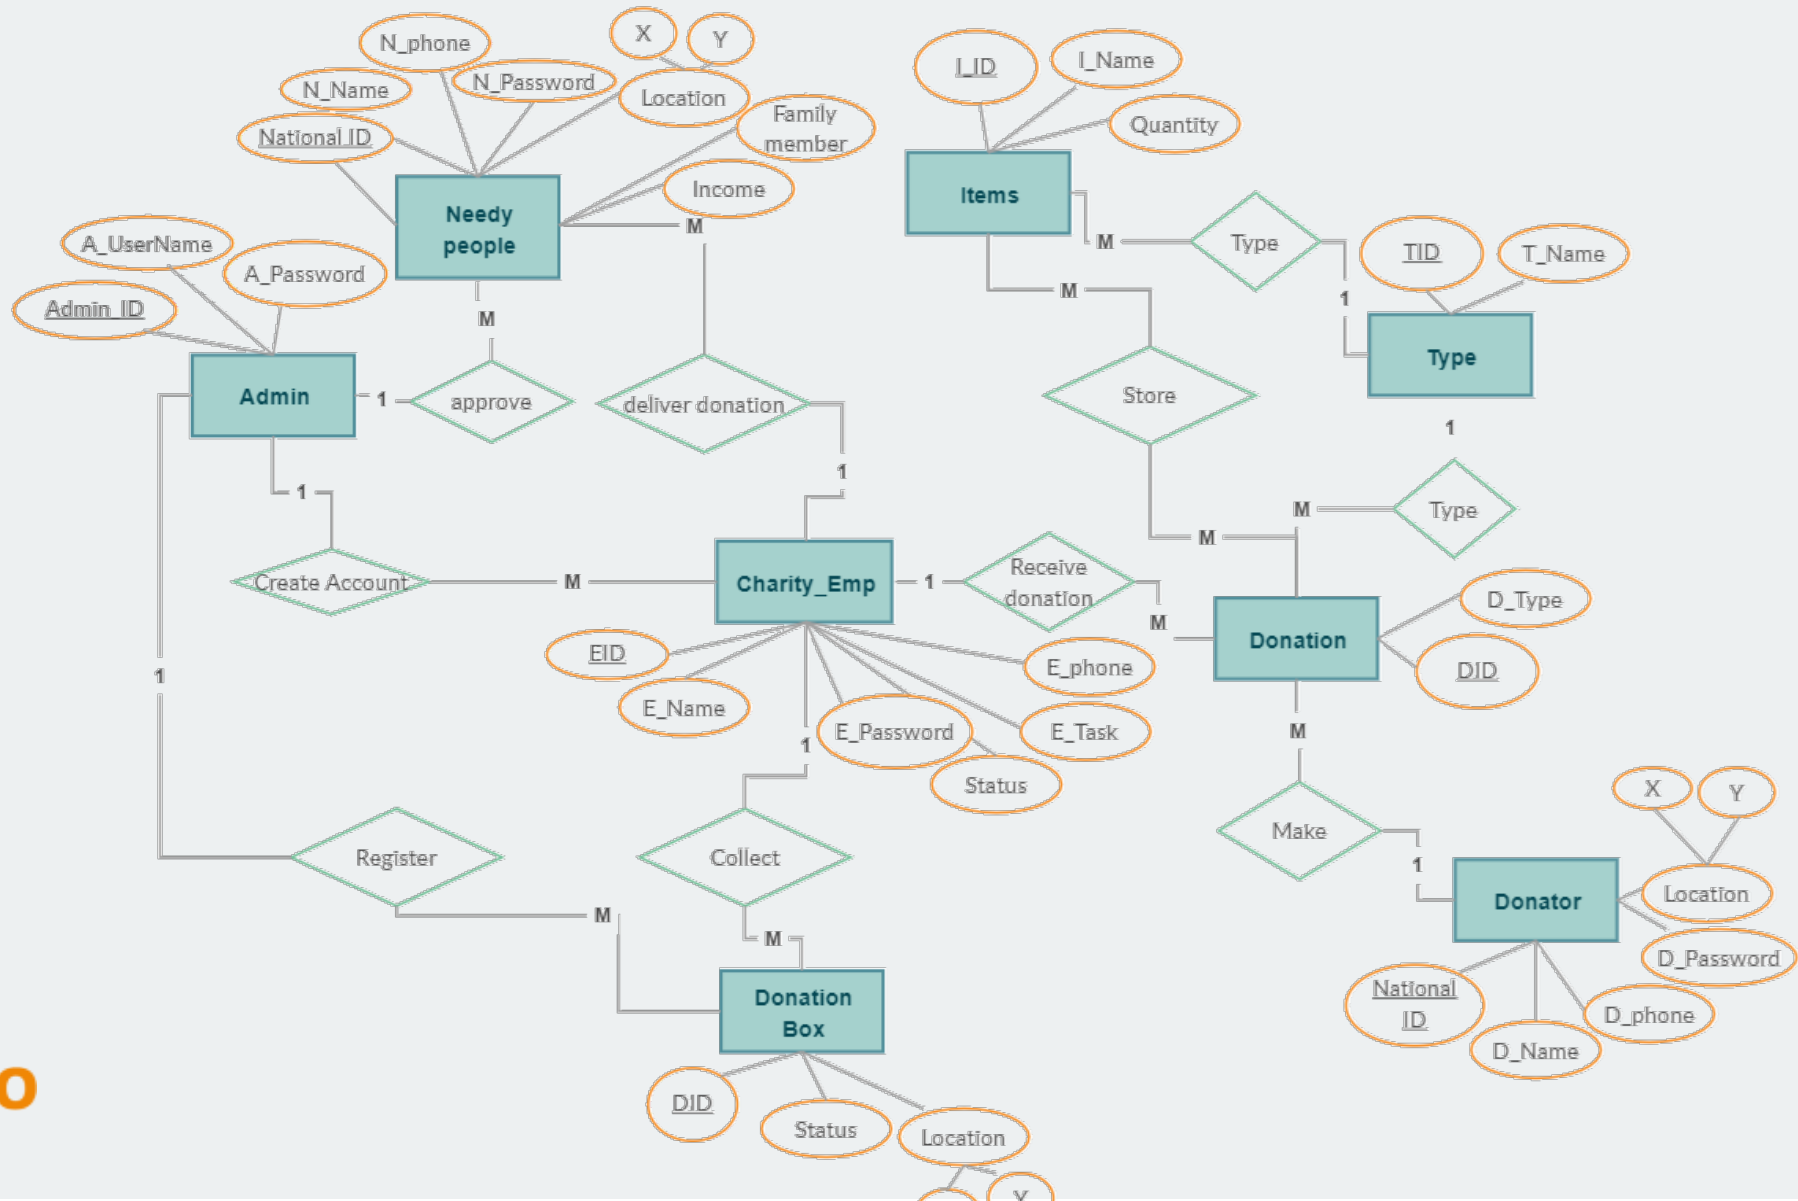 X
Y
N_phone
N_Name
N_Password
Location
National ID
Family
member
Income
Needy
people
M
I_ID
I_Name
Quantity
Items
M
Type
TID
T_Name
1
Type
A_UserName
A_Password
Admin_ID
Admin
1
M
approve
deliver donation
1
M
Store
1
Type
M
M
1
Create Account
M
Charity_Emp
1
Receive
donation
M
Donation
D_Type
DID
EID
E_Name
E_Password
E_phone
E_Task
Status
1
1
M
Make
1
X
Y
Location
Donator
D_Password
National
ID
D_phone
D_Name
Register
Collect
M
M
Donation
Box
DID
Status
Location
Y
o